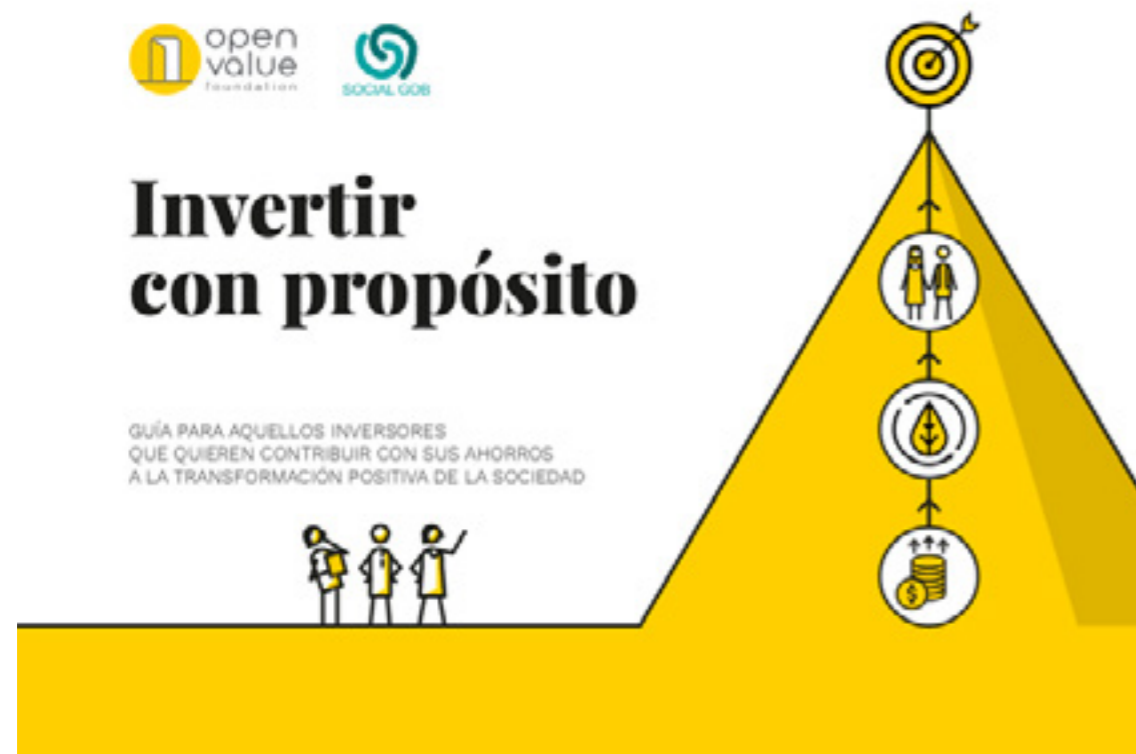 open
value
foundation
SOCIAL GOB
Invertir
con propósito
GUÍA PARA AQUELLOS INVERSORES
QUE QUIEREN CONTRIBUIR CON SUS AHORROS
A LA TRANSFORMACIÓN POSITIVA DE LA SOCIEDAD
$